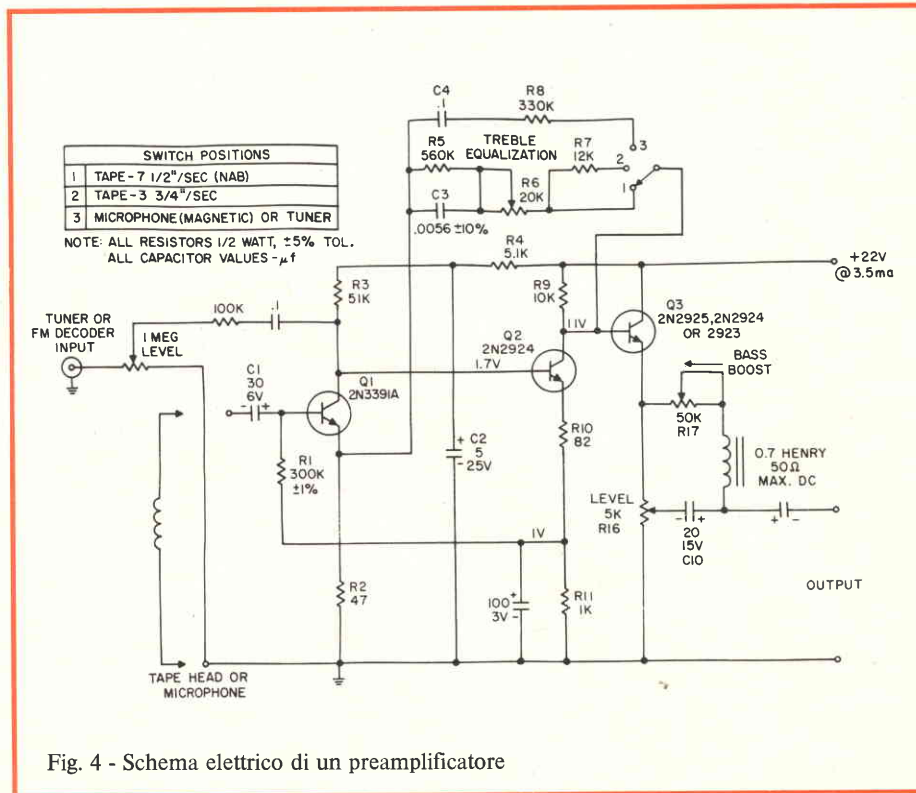 C4
.1
R8
330K
3
R5
560K
TREBLE
EQUALIZATION
R7
12K
2
R6
20K
1
C3
.0056 ±10%
SWITCH POSITIONS
1 TAPE-7 1/2"/SEC (NAB)
2 TAPE-3 3/4"/SEC
3 MICROPHONE (MAGNETIC) OR TUNER
NOTE: ALL RESISTORS 1/2 WATT, ±5% TOL.
ALL CAPACITOR VALUES-μf
R4
5.1K
+22V
@ 3.5ma
R3
51K
R9
10K
Q3
2N2925, 2N2924
OR 2923
11V
TUNER OR
FM DECODER
INPUT
100K
.1
1 MEG
LEVEL
Q2
2N2924
1.7V
BASS
BOOST
C1
30
6V
- +
Q1
2N3391A
50K
R17
R1
300K
±1%
+ C2
5
-25V
R10
82
0.7 HENRY
50Ω
MAX. DC
LEVEL
5K
R16
- +
20
15V
C10
+ -
1V
R2
47
100 +
3V -
R11
1K
OUTPUT
TAPE HEAD OR
MICROPHONE
Fig. 4 - Schema elettrico di un preamplificatore